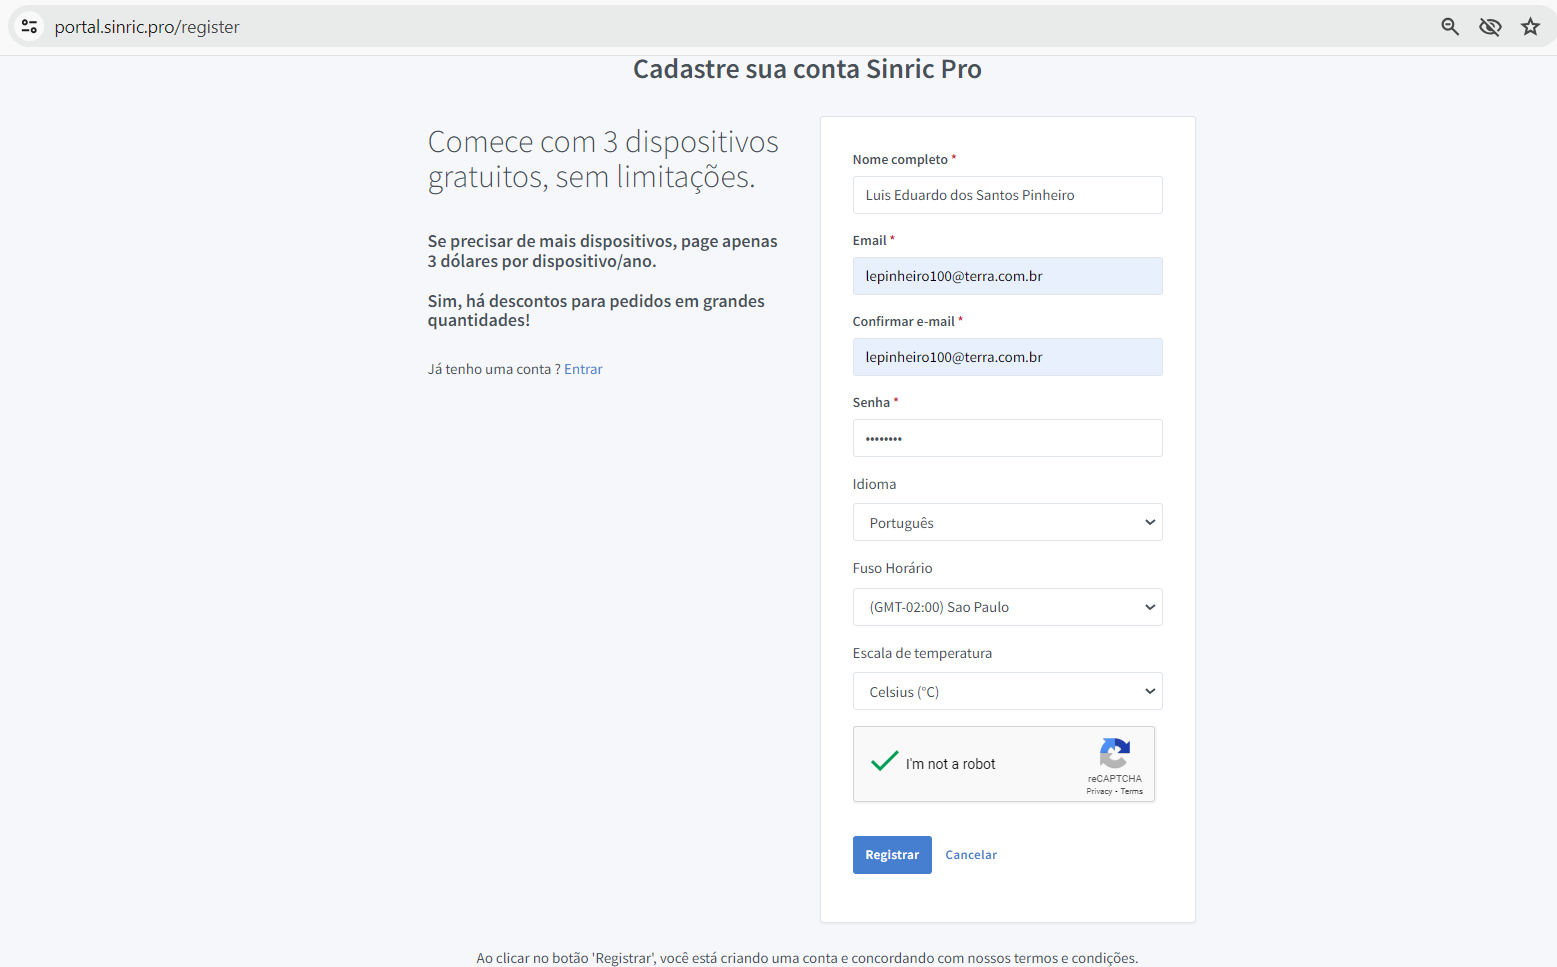 portal.sinric.pro/register
Cadastre sua conta Sinric Pro
Comece com 3 dispositivos
gratuitos, sem limitações.
Se precisar de mais dispositivos, page apenas
3 dólares por dispositivo/ano.
Sim, há descontos para pedidos em grandes
quantidades!
Já tenho uma conta ? Entrar
Nome completo *
Luis Eduardo dos Santos Pinheiro
Email *
lepinheiro100@terra.com.br
Confirmar e-mail *
lepinheiro100@terra.com.br
Senha *
••••••••
Idioma
Português
Fuso Horário
(GMT-02:00) Sao Paulo
Escala de temperatura
Celsius (°C)
I'm not a robot
reCAPTCHA
Privacy - Terms
Registrar
Cancelar
Ao clicar no botão 'Registrar', você está criando uma conta e concordando com nossos termos e condições.